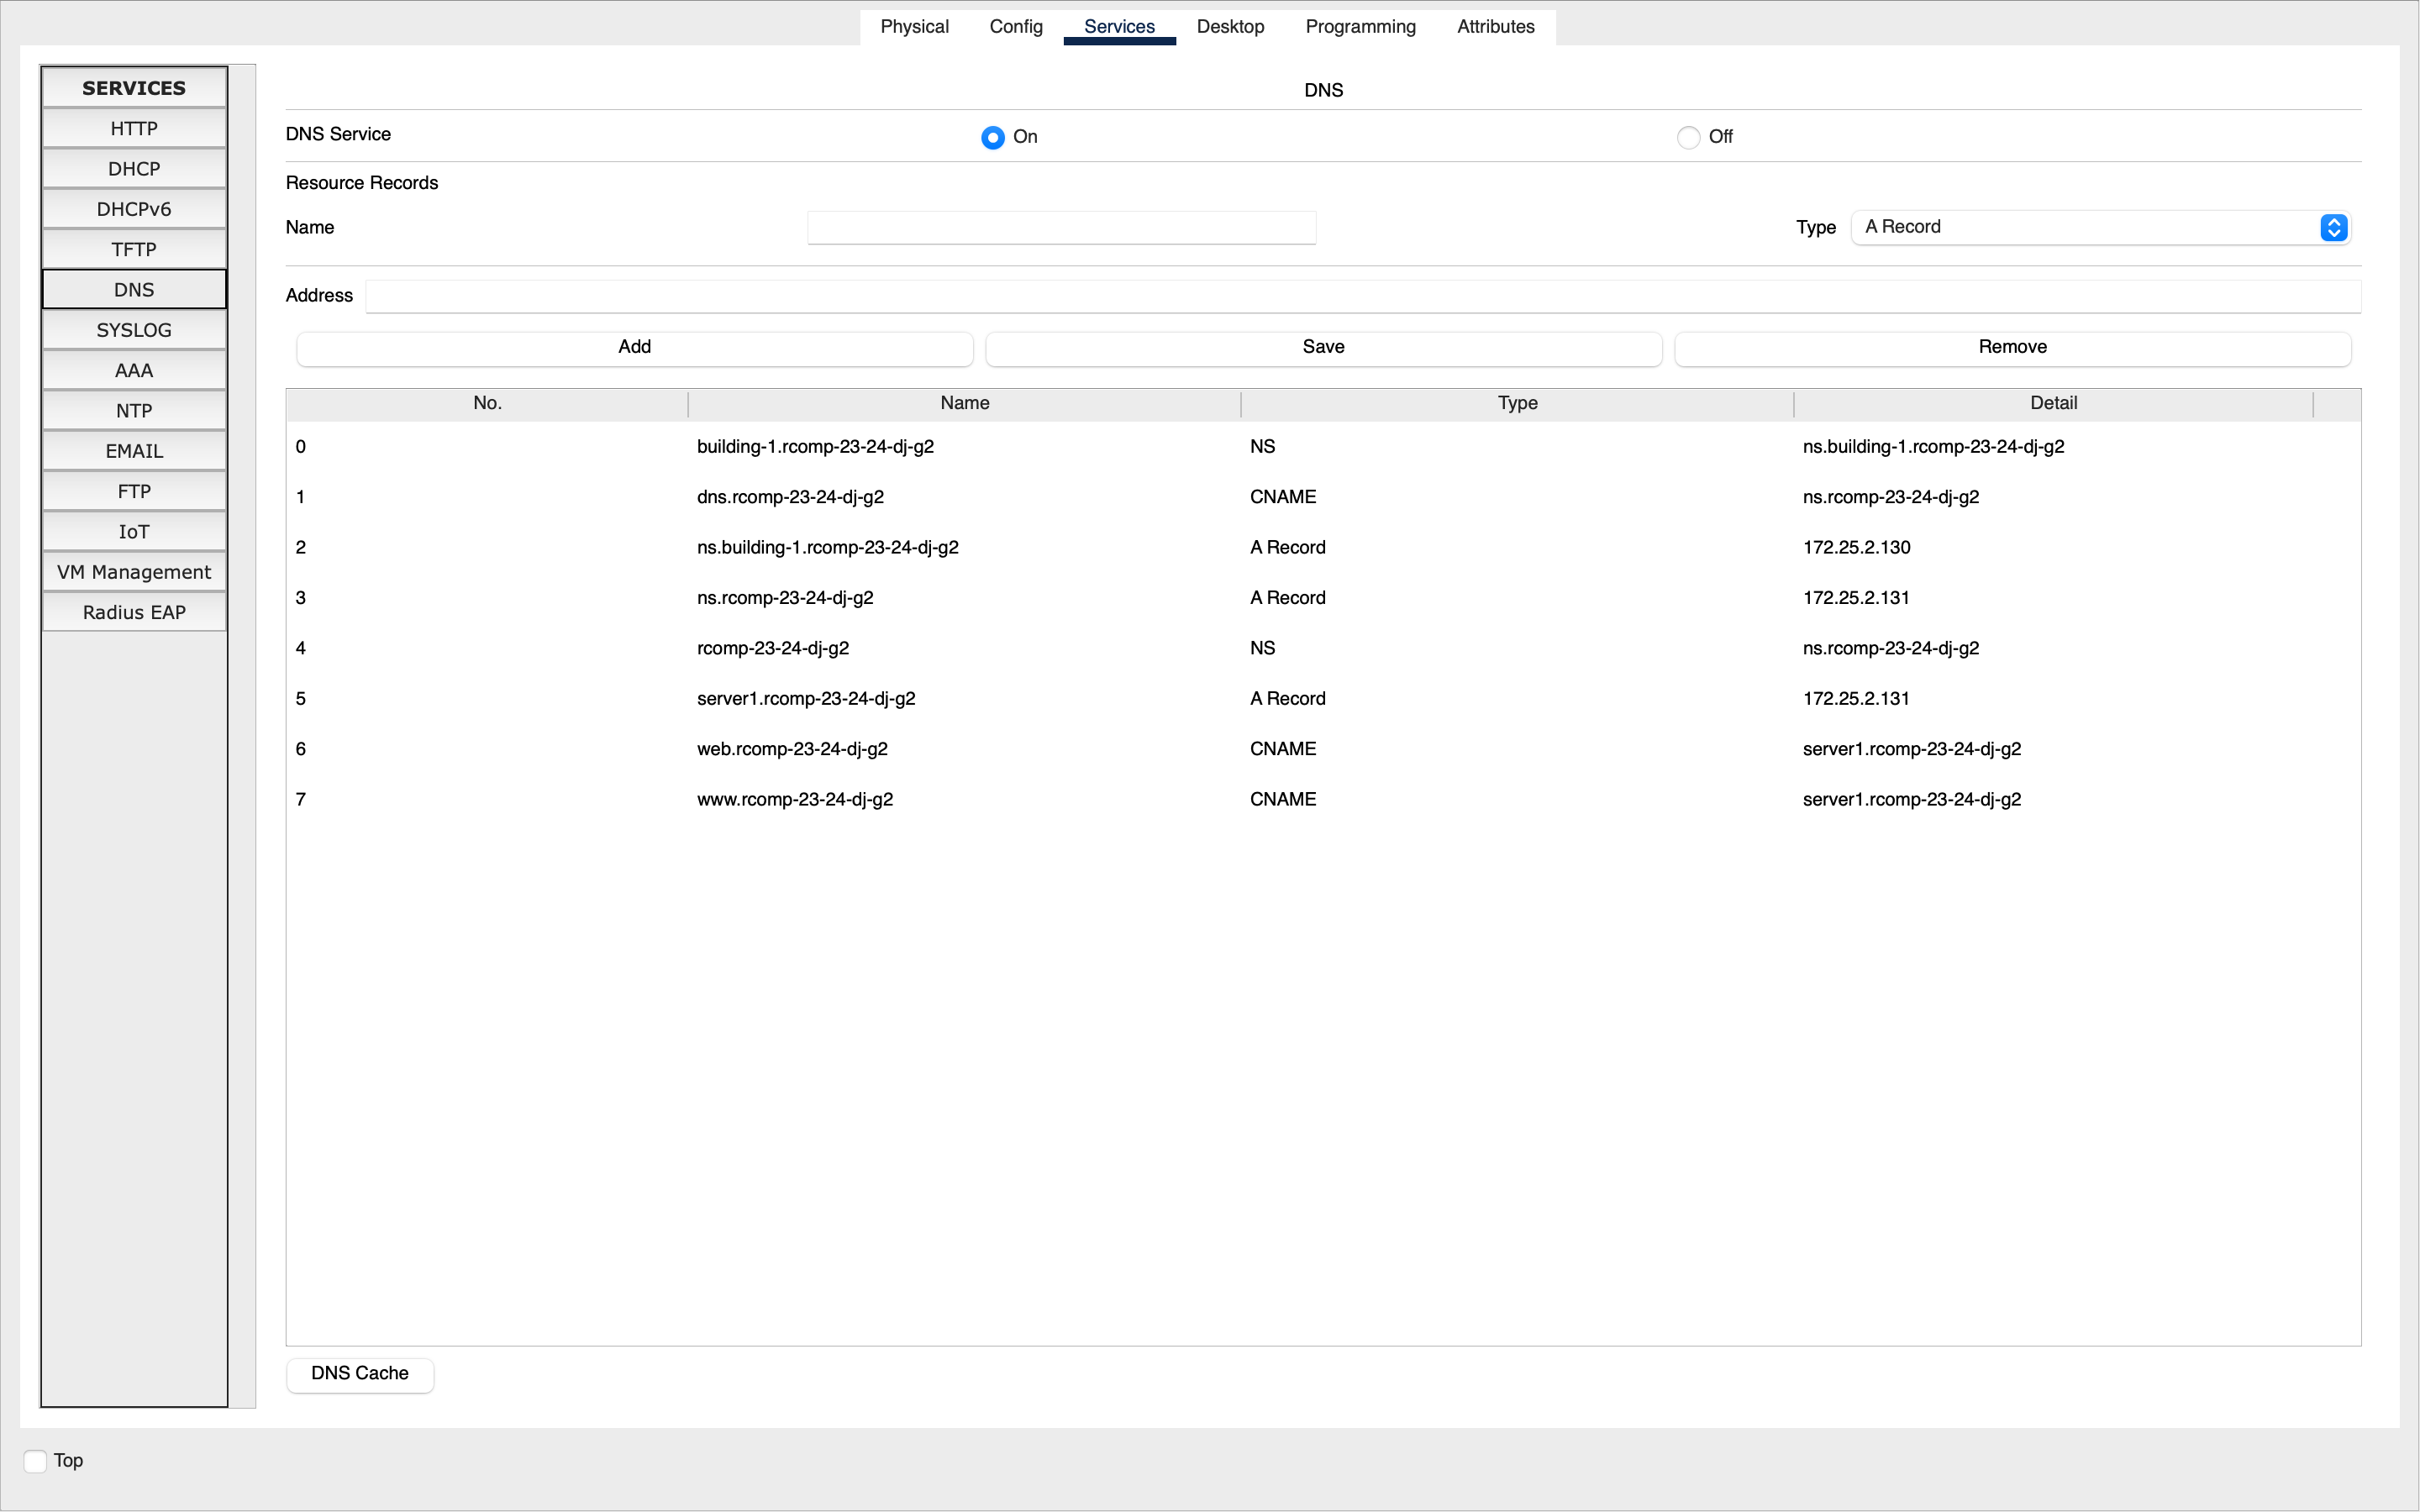 Physical Config Services Desktop Programming Attributes
SERVICES
HTTP
DHCP
DHCPv6
TFTP
DNS
SYSLOG
AAA
NTP
EMAIL
FTP
IoT
VM Management
Radius EAP
DNS
DNS Service On Off
Resource Records
Name Type A Record
Address
Add Save Remove
No. Name Type Detail
0 building-1.rcomp-23-24-dj-g2 NS ns.building-1.rcomp-23-24-dj-g2
1 dns.rcomp-23-24-dj-g2 CNAME ns.rcomp-23-24-dj-g2
2 ns.building-1.rcomp-23-24-dj-g2 A Record 172.25.2.130
3 ns.rcomp-23-24-dj-g2 A Record 172.25.2.131
4 rcomp-23-24-dj-g2 NS ns.rcomp-23-24-dj-g2
5 server1.rcomp-23-24-dj-g2 A Record 172.25.2.131
6 web.rcomp-23-24-dj-g2 CNAME server1.rcomp-23-24-dj-g2
7 www.rcomp-23-24-dj-g2 CNAME server1.rcomp-23-24-dj-g2
DNS Cache
Top